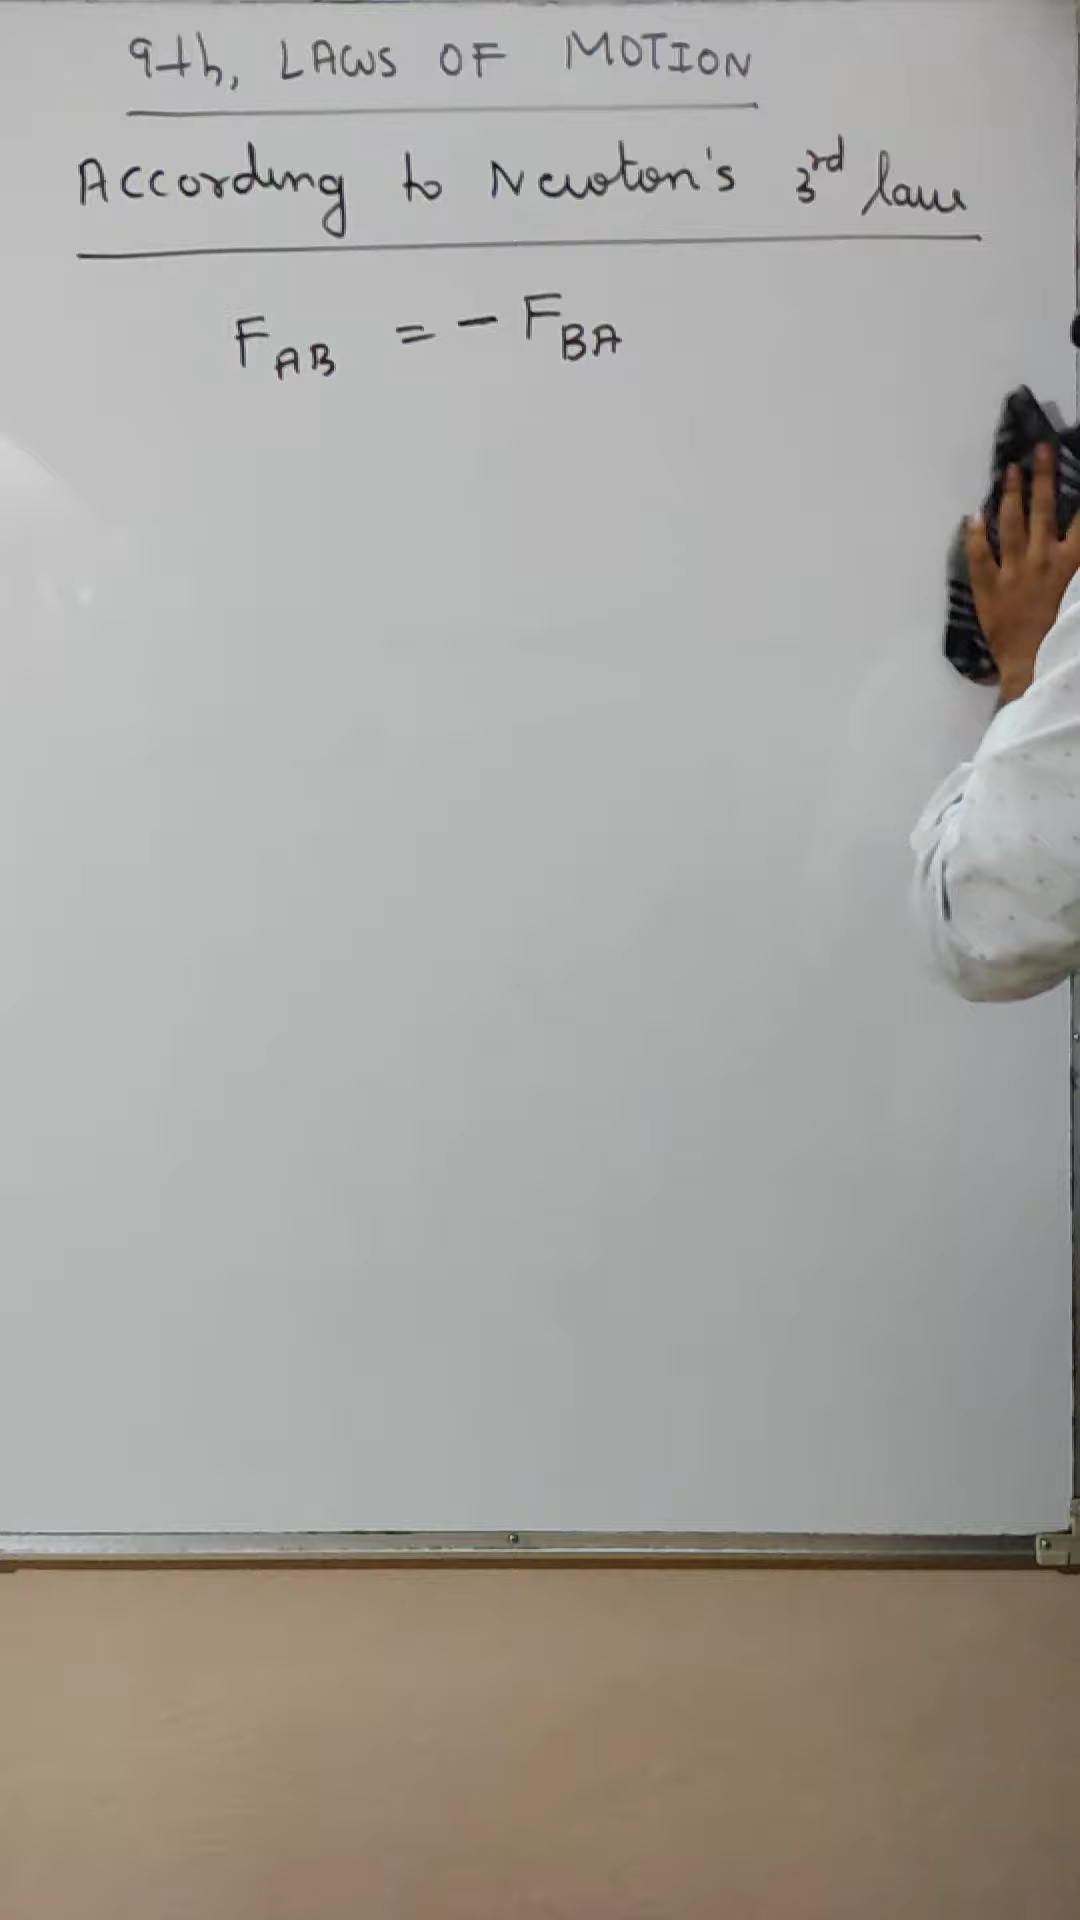 9th, LAWS OF MOTION
According to Newton's 3rd law
FAB = - FBA